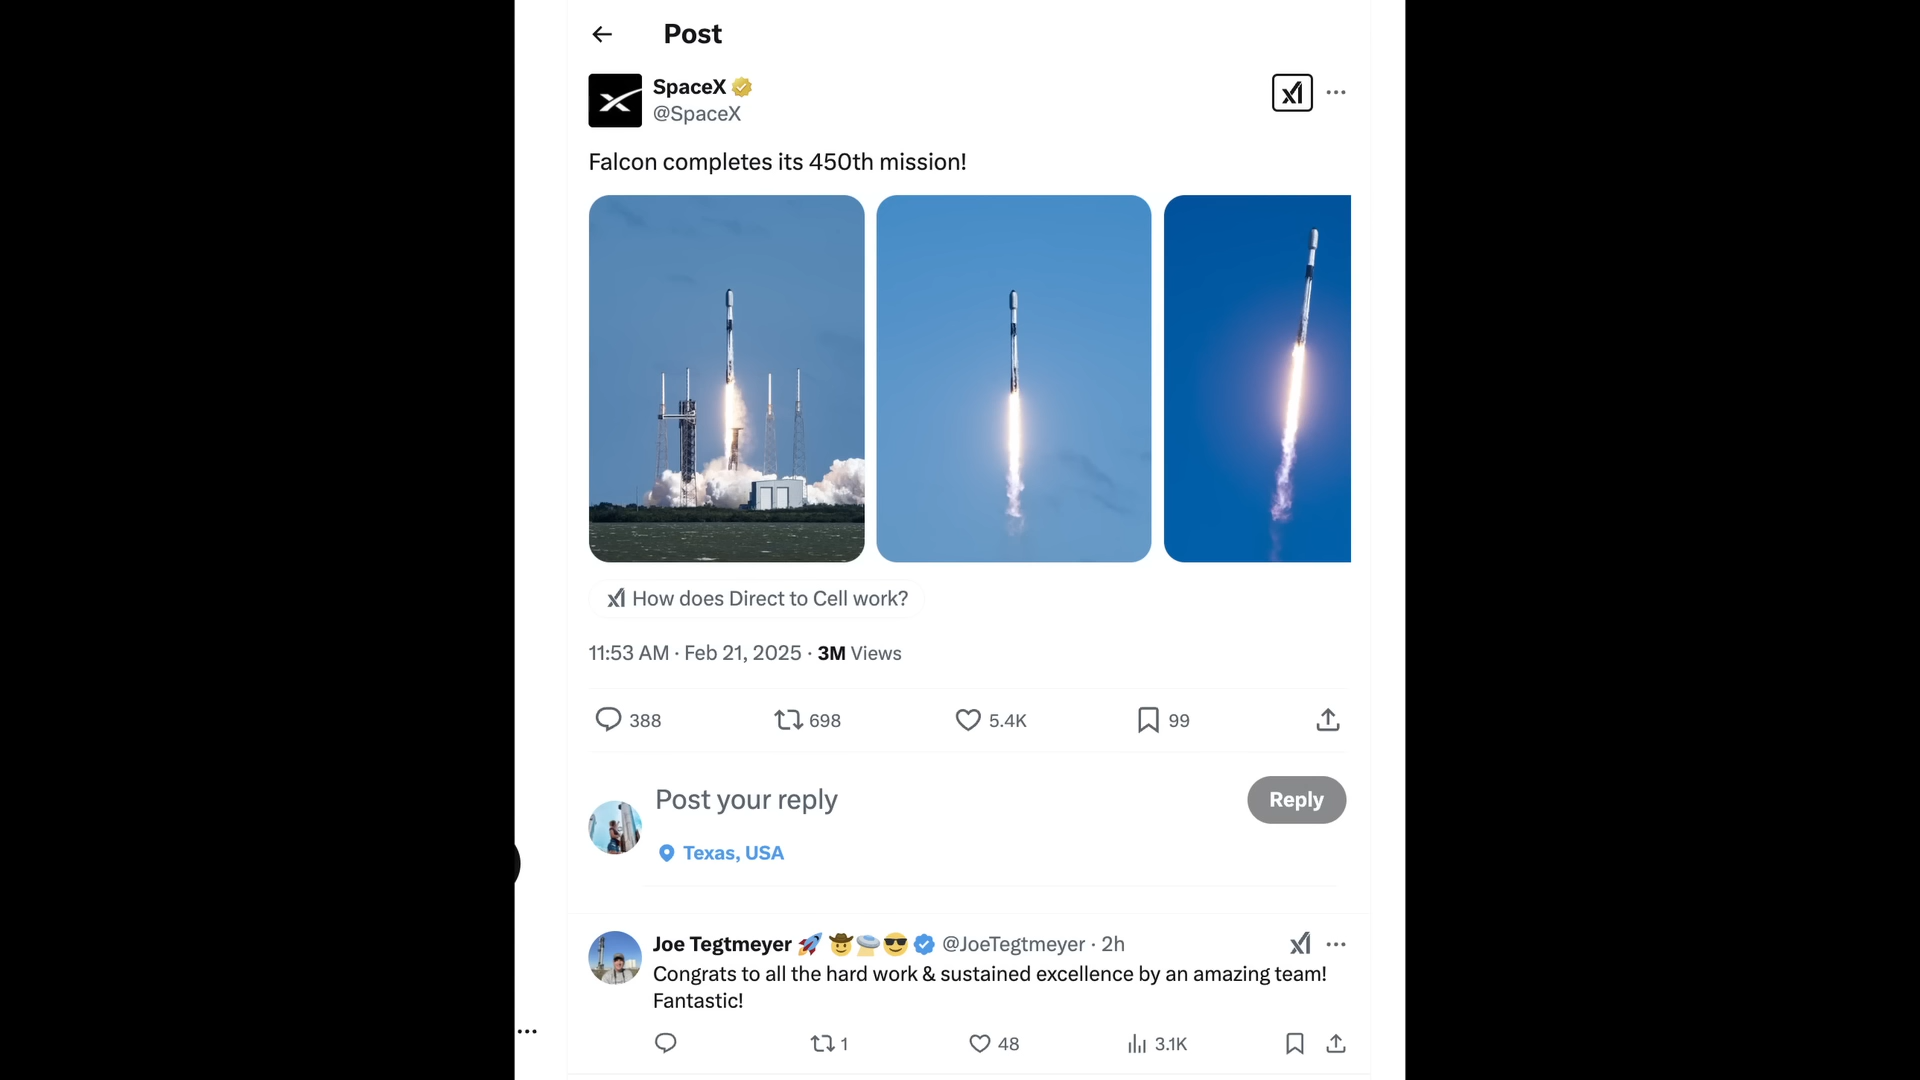 Post
SpaceX
@SpaceX
Falcon completes its 450th mission!
How does Direct to Cell work?
11:53 AM · Feb 21, 2025 · 3M Views
388 698 5.4K 99
Post your reply
Reply
Texas, USA
Joe Tegtmeyer 🚀 🤠🛸😎 @JoeTegtmeyer · 2h
Congrats to all the hard work & sustained excellence by an amazing team!
Fantastic!
1 48 3.1K